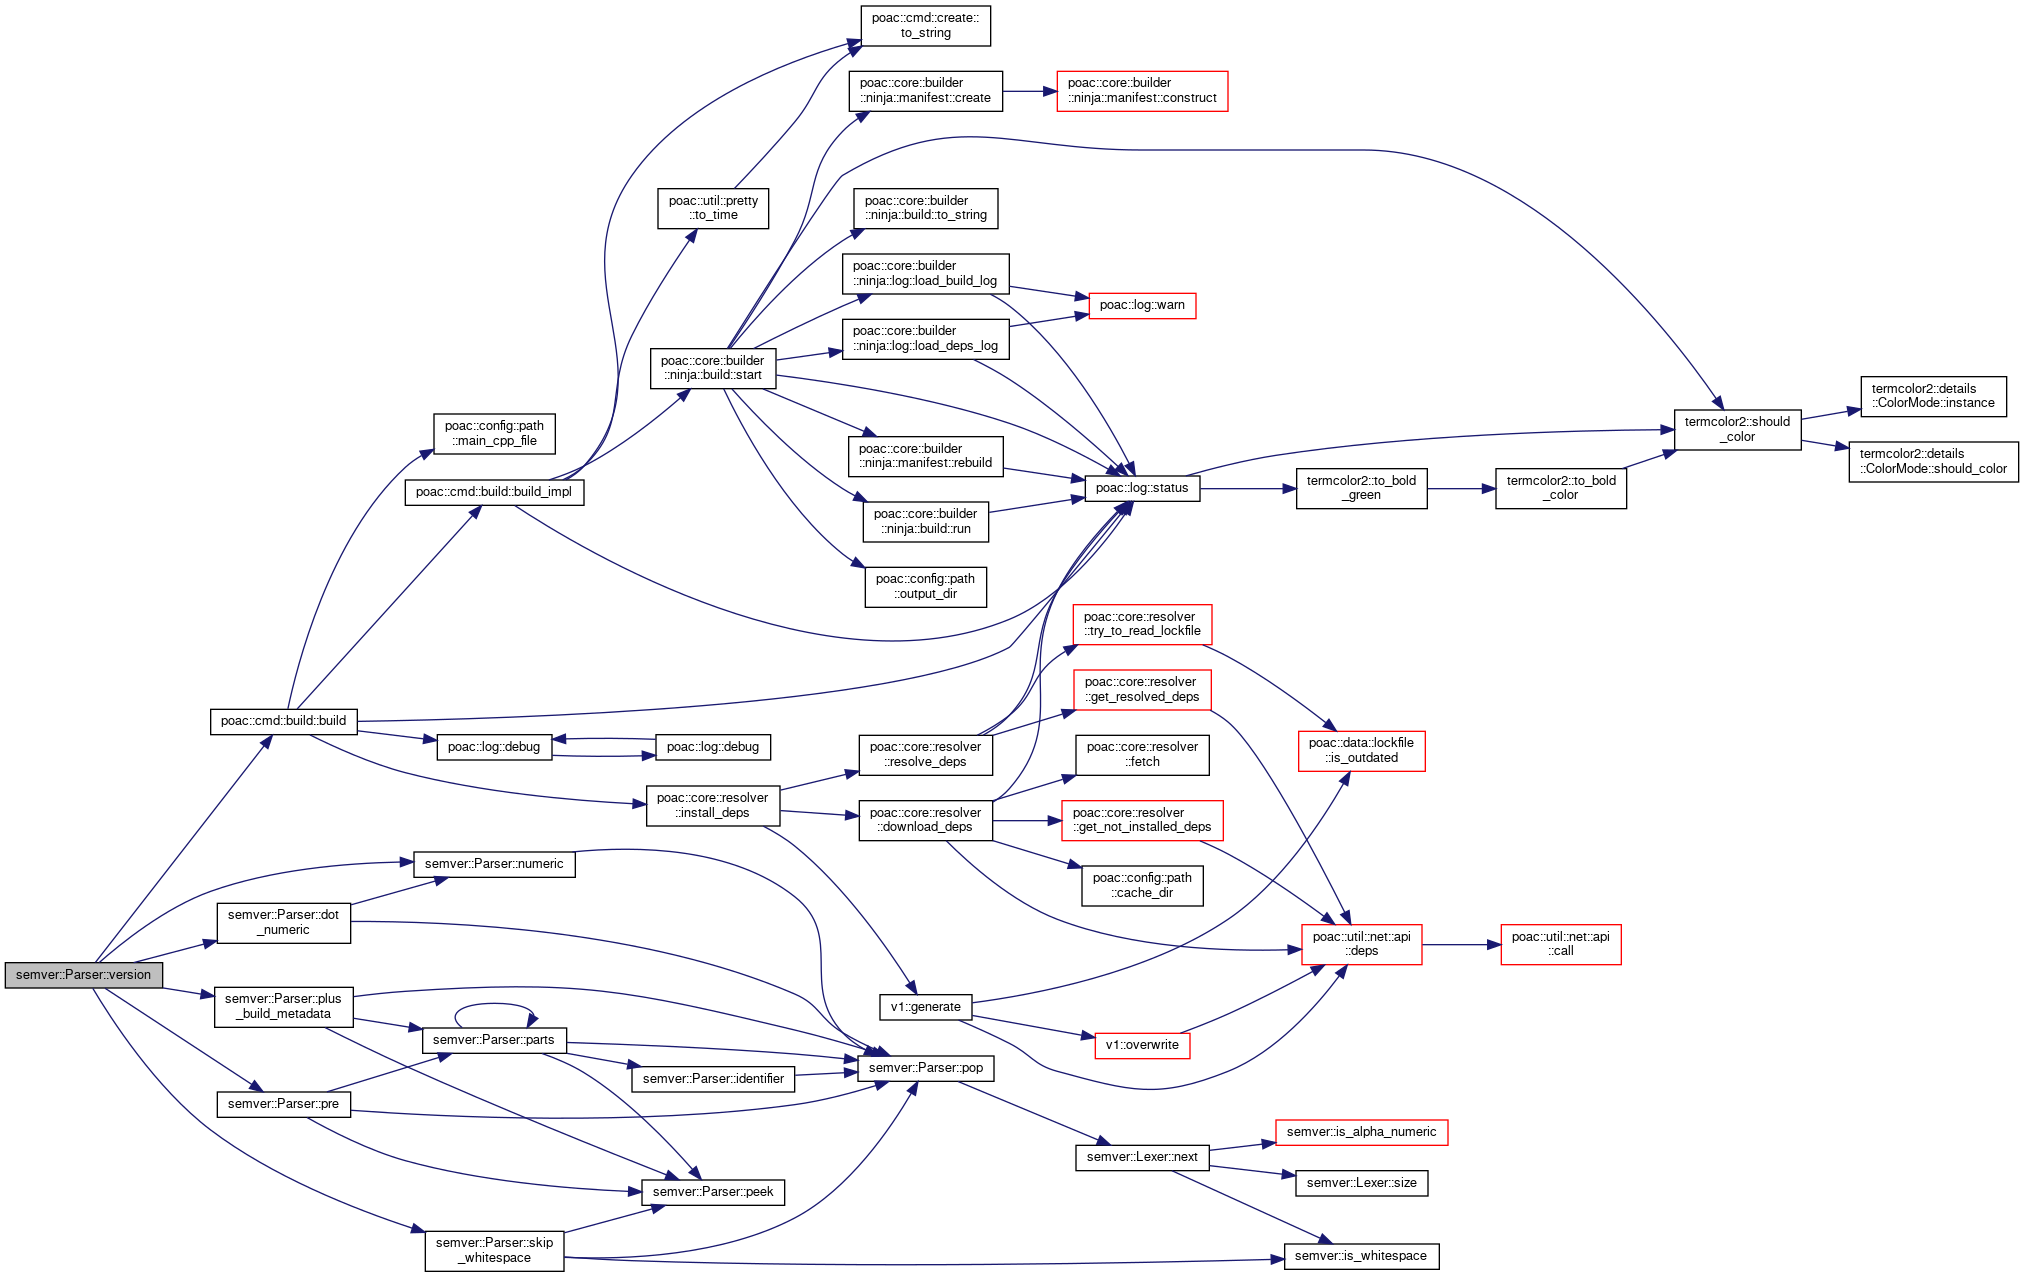 poac::cmd::create::
to_string
poac::core::builder
::ninja::manifest::create
poac::core::builder
::ninja::manifest::construct
poac::util::pretty
::to_time
poac::core::builder
::ninja::build::to_string
poac::core::builder
::ninja::log::load_build_log
poac::log::warn
poac::core::builder
::ninja::log::load_deps_log
poac::core::builder
::ninja::build::start
termcolor2::details
::ColorMode::instance
termcolor2::should
_color
poac::config::path
::main_cpp_file
poac::core::builder
::ninja::manifest::rebuild
termcolor2::details
::ColorMode::should_color
poac::cmd::build::build_impl
poac::log::status
termcolor2::to_bold
_green
termcolor2::to_bold
_color
poac::core::builder
::ninja::build::run
poac::config::path
::output_dir
poac::core::resolver
::try_to_read_lockfile
poac::core::resolver
::get_resolved_deps
poac::cmd::build::build
poac::log::debug
poac::log::debug
poac::core::resolver
::resolve_deps
poac::core::resolver
::fetch
poac::data::lockfile
::is_outdated
poac::core::resolver
::install_deps
poac::core::resolver
::download_deps
poac::core::resolver
::get_not_installed_deps
semver::Parser::numeric
poac::config::path
::cache_dir
semver::Parser::dot
_numeric
poac::util::net::api
::deps
poac::util::net::api
::call
semver::Parser::version
semver::Parser::plus
_build_metadata
v1::generate
semver::Parser::parts
v1::overwrite
semver::Parser::identifier
semver::Parser::pop
semver::Parser::pre
semver::is_alpha_numeric
semver::Lexer::next
semver::Parser::peek
semver::Lexer::size
semver::Parser::skip
_whitespace
semver::is_whitespace